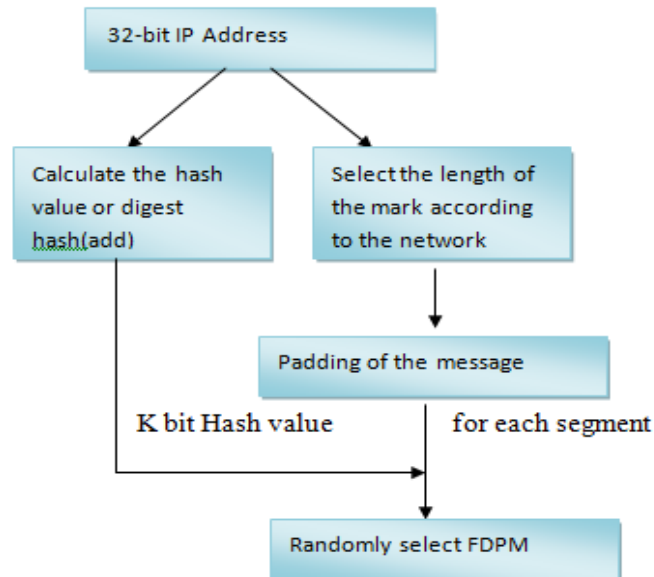 32-bit IP Address
Calculate the hash
value or digest
hash(add)
Select the length of
the mark according
to the network
Padding of the message
K bit Hash value
for each segment
Randomly select FDPM